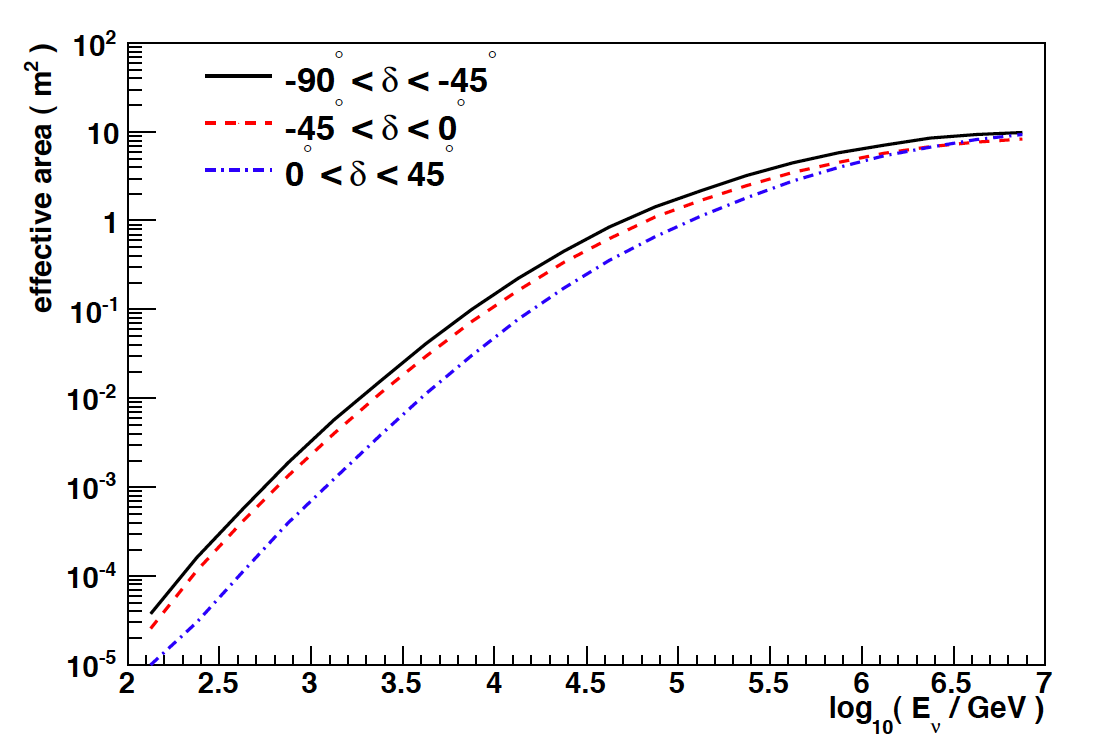 effective area ( m² )
10²
10
1
10⁻¹
10⁻²
10⁻³
10⁻⁴
10⁻⁵
-90° < δ < -45°
-45° < δ < 0°
0° < δ < 45°
2 2.5 3 3.5 4 4.5 5 5.5 6 6.5 7
log₁₀( Eᵥ / GeV )